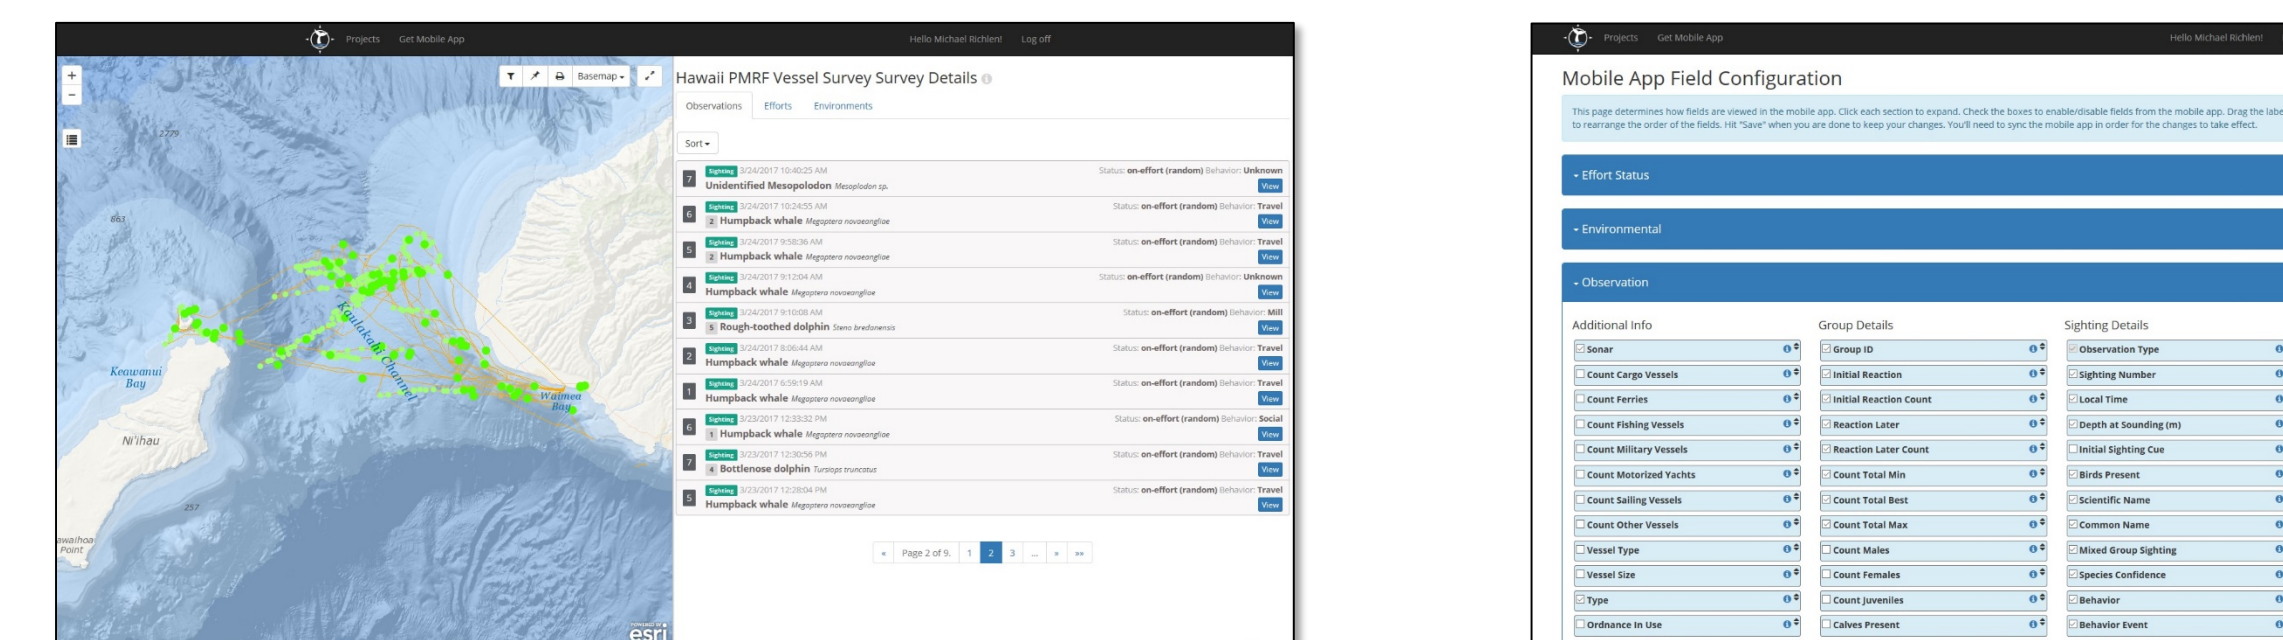 Projects Get Mobile App Hello Michael Richlen! Log off
+
−
Basemap
2779
863
Kaulakahi Channel
Keawanui
Bay
Waimea
Bay
Ni'ihau
257
awaihoa
Point
POWERED BY
esri
Hawaii PMRF Vessel Survey Survey Details
Observations Efforts Environments
Sort
7 Sighting 3/24/2017 10:40:25 AM Status: on-effort (random) Behavior: Unknown
Unidentified Mesopolodon Mesoplodon sp. View
6 Sighting 3/24/2017 10:24:55 AM Status: on-effort (random) Behavior: Travel
2 Humpback whale Megaptera novaeangliae View
5 Sighting 3/24/2017 9:58:36 AM Status: on-effort (random) Behavior: Travel
2 Humpback whale Megaptera novaeangliae View
4 Sighting 3/24/2017 9:12:04 AM Status: on-effort (random) Behavior: Unknown
Humpback whale Megaptera novaeangliae View
3 Sighting 3/24/2017 9:10:08 AM Status: on-effort (random) Behavior: Mill
5 Rough-toothed dolphin Steno bredanensis View
2 Sighting 3/24/2017 8:06:44 AM Status: on-effort (random) Behavior: Travel
Humpback whale Megaptera novaeangliae View
1 Sighting 3/24/2017 6:59:19 AM Status: on-effort (random) Behavior: Travel
Humpback whale Megaptera novaeangliae View
6 Sighting 3/23/2017 12:33:32 PM Status: on-effort (random) Behavior: Social
1 Humpback whale Megaptera novaeangliae View
7 Sighting 3/23/2017 12:30:56 PM Status: on-effort (random) Behavior: Travel
4 Bottlenose dolphin Tursiops truncatus View
5 Sighting 3/23/2017 12:28:04 PM Status: on-effort (random) Behavior: Travel
Humpback whale Megaptera novaeangliae View
« Page 2 of 9. 1 2 3 ... » »»
Projects Get Mobile App Hello Michael Richlen!
Mobile App Field Configuration
This page determines how fields are viewed in the mobile app. Click each section to expand. Check the boxes to enable/disable fields from the mobile app. Drag the labe
to rearrange the order of the fields. Hit "Save" when you are done to keep your changes. You'll need to sync the mobile app in order for the changes to take effect.
Effort Status
Environmental
Observation
Additional Info Group Details Sighting Details
Sonar Group ID Observation Type
Count Cargo Vessels Initial Reaction Sighting Number
Count Ferries Initial Reaction Count Local Time
Count Fishing Vessels Reaction Later Depth at Sounding (m)
Count Military Vessels Reaction Later Count Initial Sighting Cue
Count Motorized Yachts Count Total Min Birds Present
Count Sailing Vessels Count Total Best Scientific Name
Count Other Vessels Count Total Max Common Name
Vessel Type Count Males Mixed Group Sighting
Vessel Size Count Females Species Confidence
Type Count Juveniles Behavior
Ordnance In Use Calves Present Behavior Event